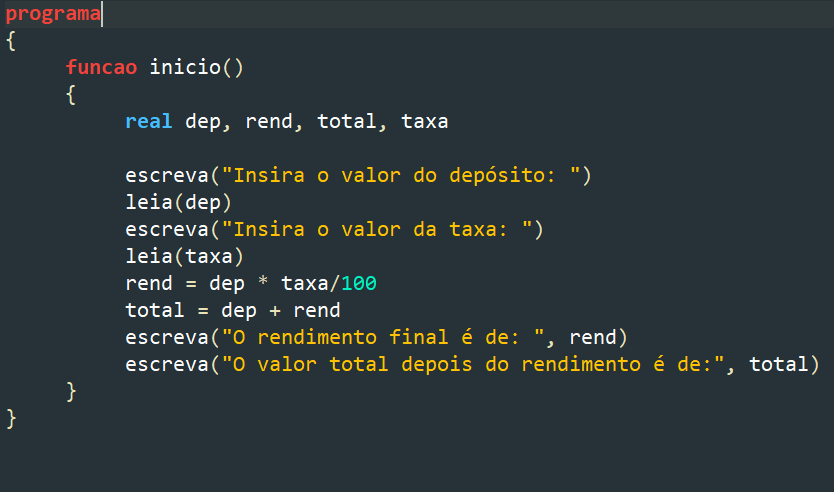 programa
{
funcao inicio()
{
real dep, rend, total, taxa
escreva("Insira o valor do depósito: ")
leia(dep)
escreva("Insira o valor da taxa: ")
leia(taxa)
rend = dep * taxa/100
total = dep + rend
escreva("O rendimento final é de: ", rend)
escreva("O valor total depois do rendimento é de:", total)
}
}